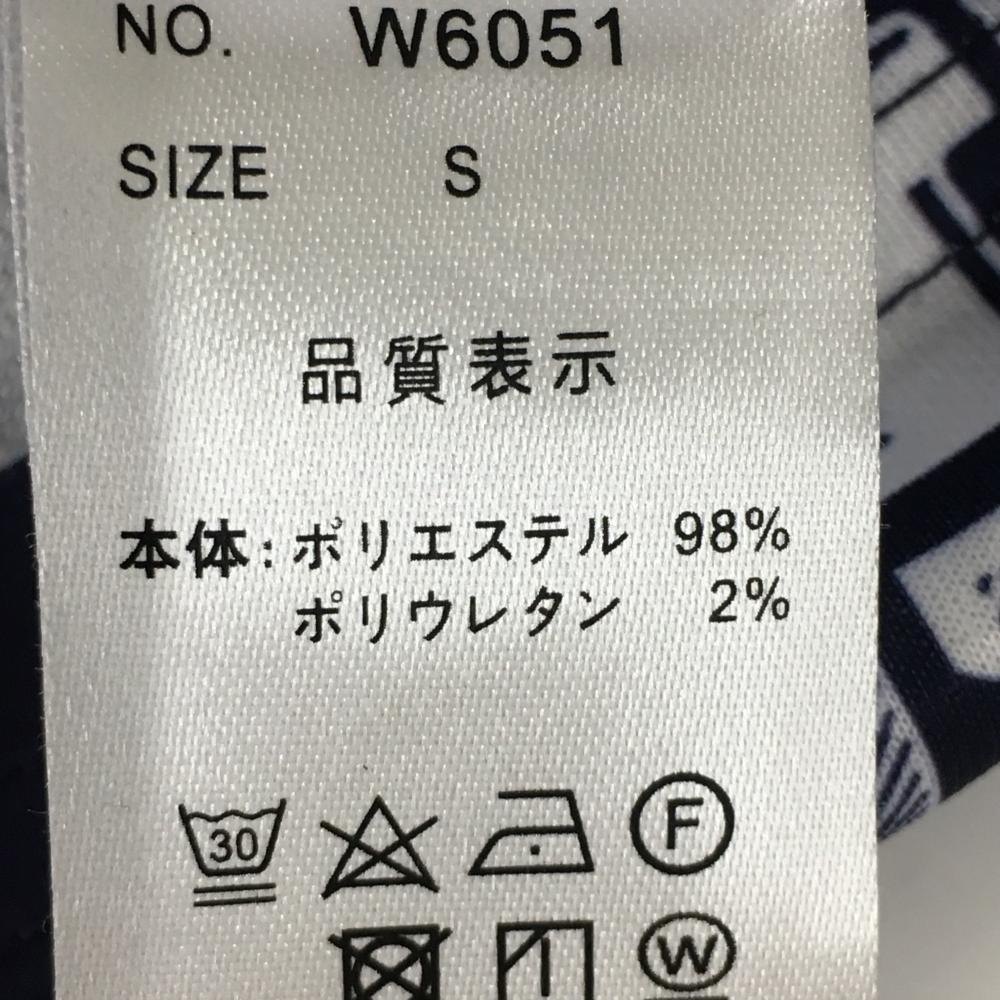 NO. W6051
SIZE S
品質表示
本体:ポリエステル 98%
ポリウレタン 2%
30
F
W